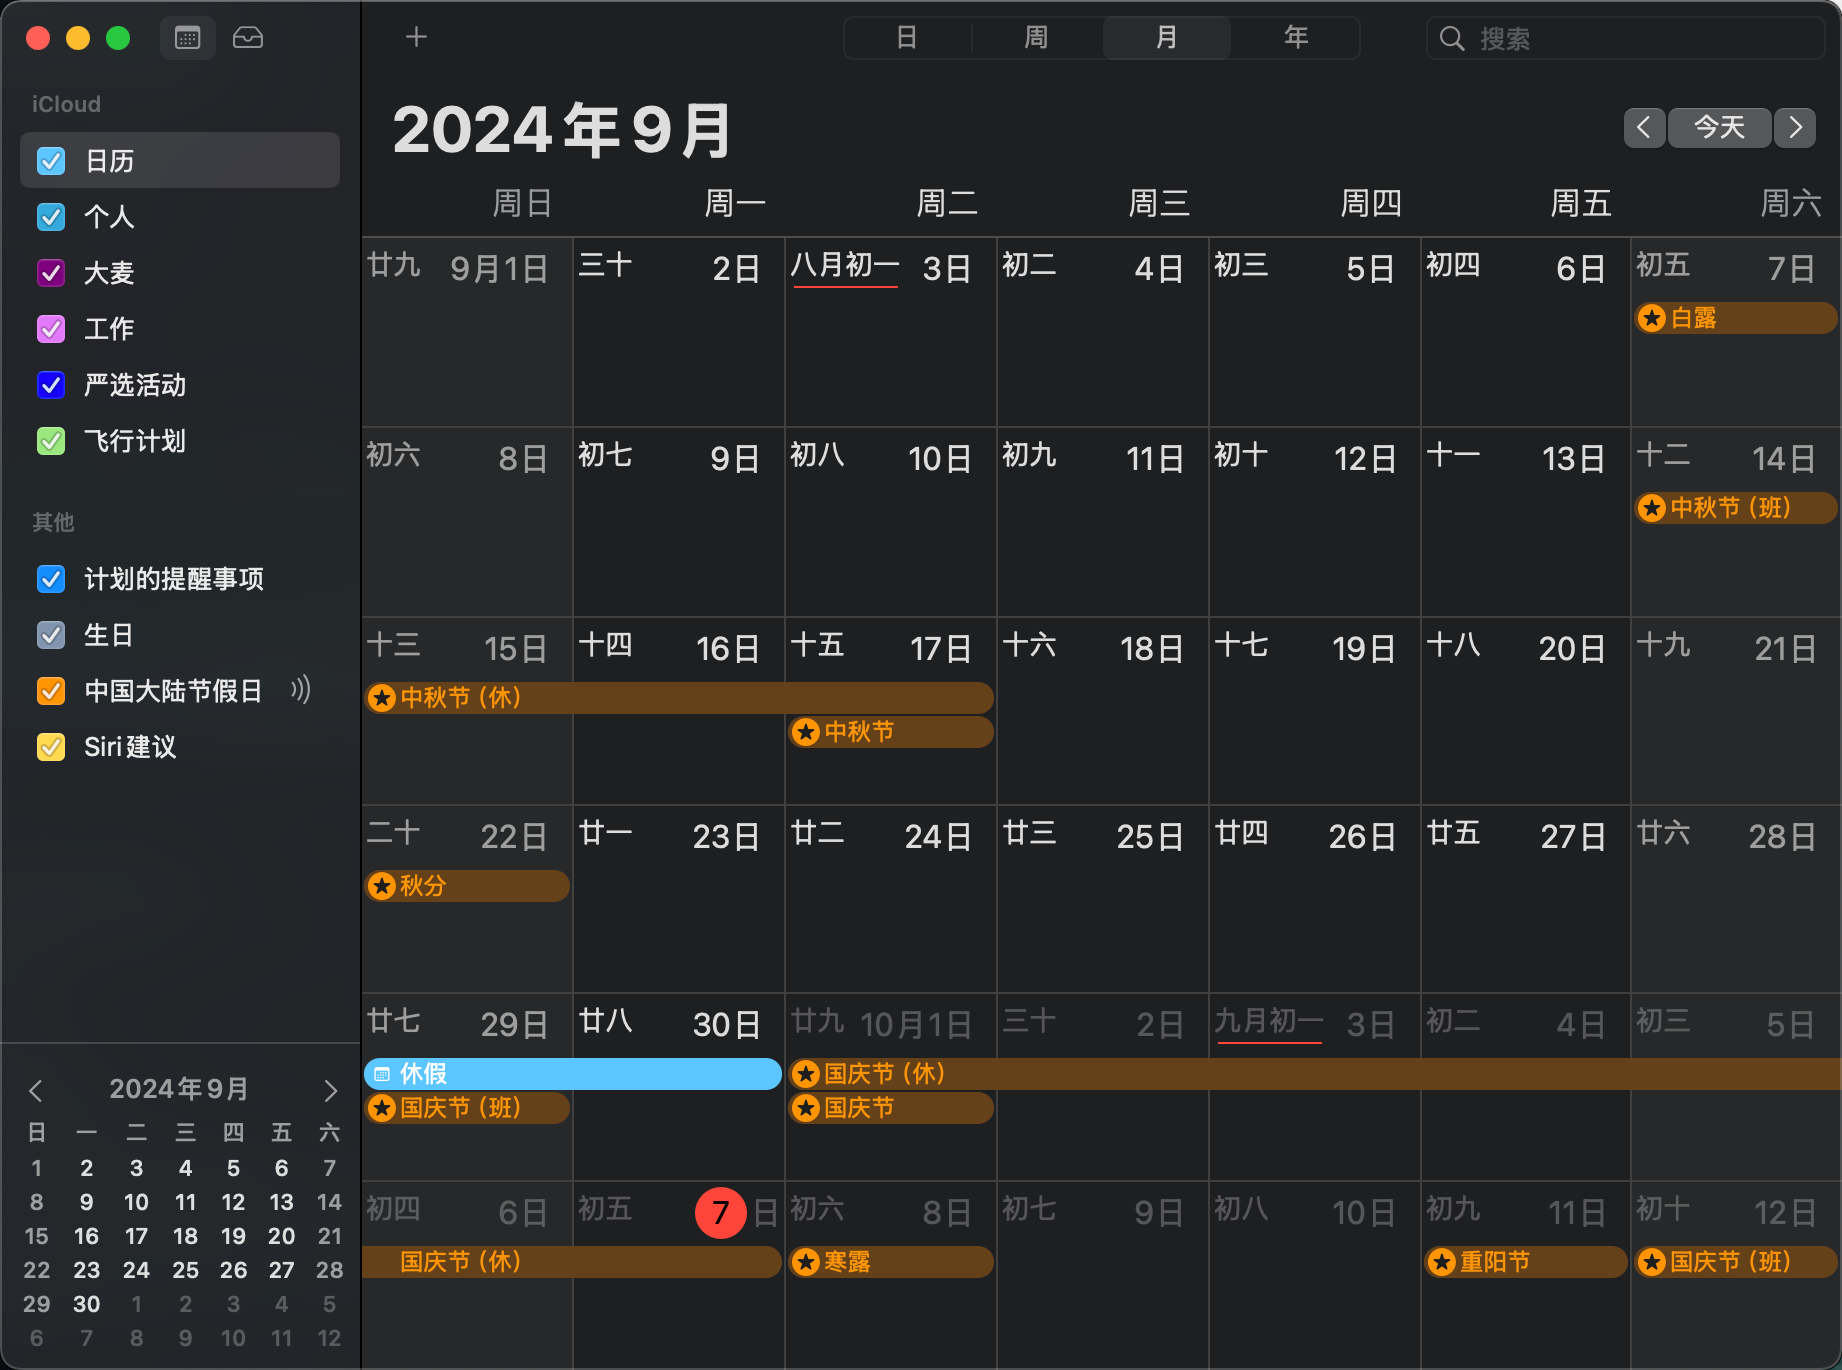 日 周 月 年
搜索
iCloud
日历
个人
大麦
工作
严选活动
飞行计划
其他
计划的提醒事项
生日
中国大陆节假日
Siri建议
2024年9月
日 一 二 三 四 五 六
1 2 3 4 5 6 7
8 9 10 11 12 13 14
15 16 17 18 19 20 21
22 23 24 25 26 27 28
29 30 1 2 3 4 5
6 7 8 9 10 11 12
2024年9月
今天
周日 周一 周二 周三 周四 周五 周六
廿九 9月1日 三十 2日 八月初一 3日 初二 4日 初三 5日 初四 6日 初五 7日
白露
初六 8日 初七 9日 初八 10日 初九 11日 初十 12日 十一 13日 十二 14日
中秋节（班）
十三 15日 十四 16日 十五 17日 十六 18日 十七 19日 十八 20日 十九 21日
中秋节（休）
中秋节
二十 22日 廿一 23日 廿二 24日 廿三 25日 廿四 26日 廿五 27日 廿六 28日
秋分
廿七 29日 廿八 30日 廿九 10月1日 三十 2日 九月初一 3日 初二 4日 初三 5日
休假 国庆节（休）
国庆节（班） 国庆节
初四 6日 初五 7日 初六 8日 初七 9日 初八 10日 初九 11日 初十 12日
国庆节（休） 寒露 重阳节 国庆节（班）